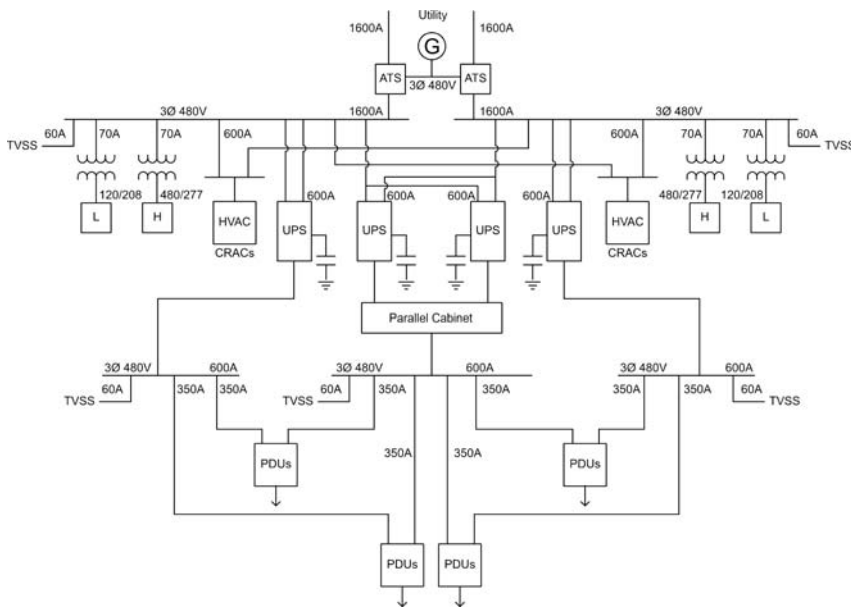 Utility
1600A
1600A
G
ATS
ATS
3Ø 480V
3Ø 480V
1600A
1600A
3Ø 480V
60A
70A
70A
600A
600A
70A
70A
60A
TVSS
TVSS
120/208
480/277
600A
600A
600A
600A
480/277
120/208
L
H
HVAC
UPS
UPS
UPS
UPS
HVAC
H
L
CRACs
CRACs
Parallel Cabinet
3Ø 480V
600A
3Ø 480V
600A
3Ø 480V
600A
60A
350A
350A
60A
350A
350A
350A
350A
60A
TVSS
TVSS
TVSS
350A
350A
PDUs
PDUs
PDUs
PDUs